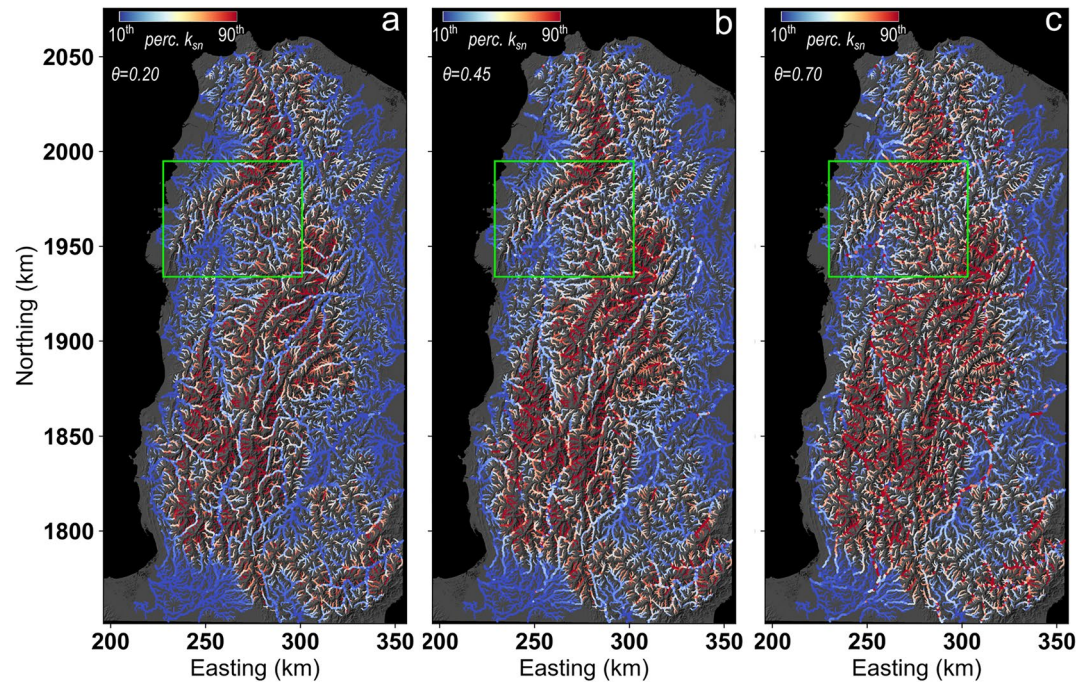 a
10th perc. ksn 90th
θ=0.20
b
10th perc. ksn 90th
θ=0.45
c
10th perc. ksn 90th
θ=0.70
2050
2000
1950
1900
1850
1800
Northing (km)
200 250 300 350
Easting (km)
200 250 300 350
Easting (km)
200 250 300 350
Easting (km)